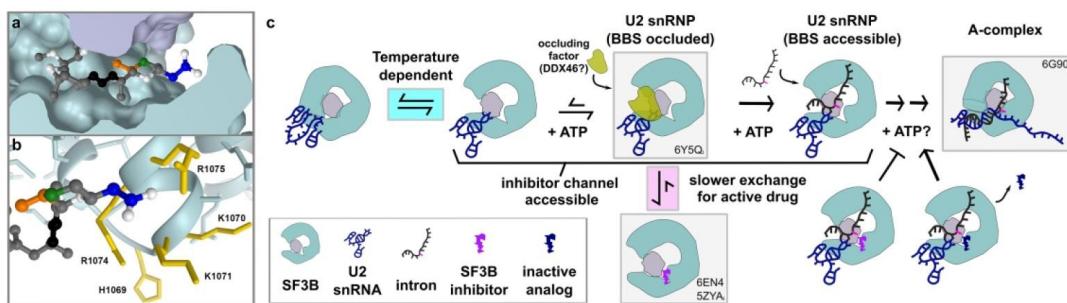 a
b
R1075
K1070
R1074
K1071
H1069
c
Temperature
dependent
+ ATP
occluding
factor
(DDX46?)
U2 snRNP
(BBS occluded)
6Y5Q
+ ATP
U2 snRNP
(BBS accessible)
+ ATP?
A-complex
6G90
inhibitor channel
accessible
slower exchange
for active drug
6EN4
5ZYA
SF3B
U2
snRNA
intron
SF3B
inhibitor
inactive
analog